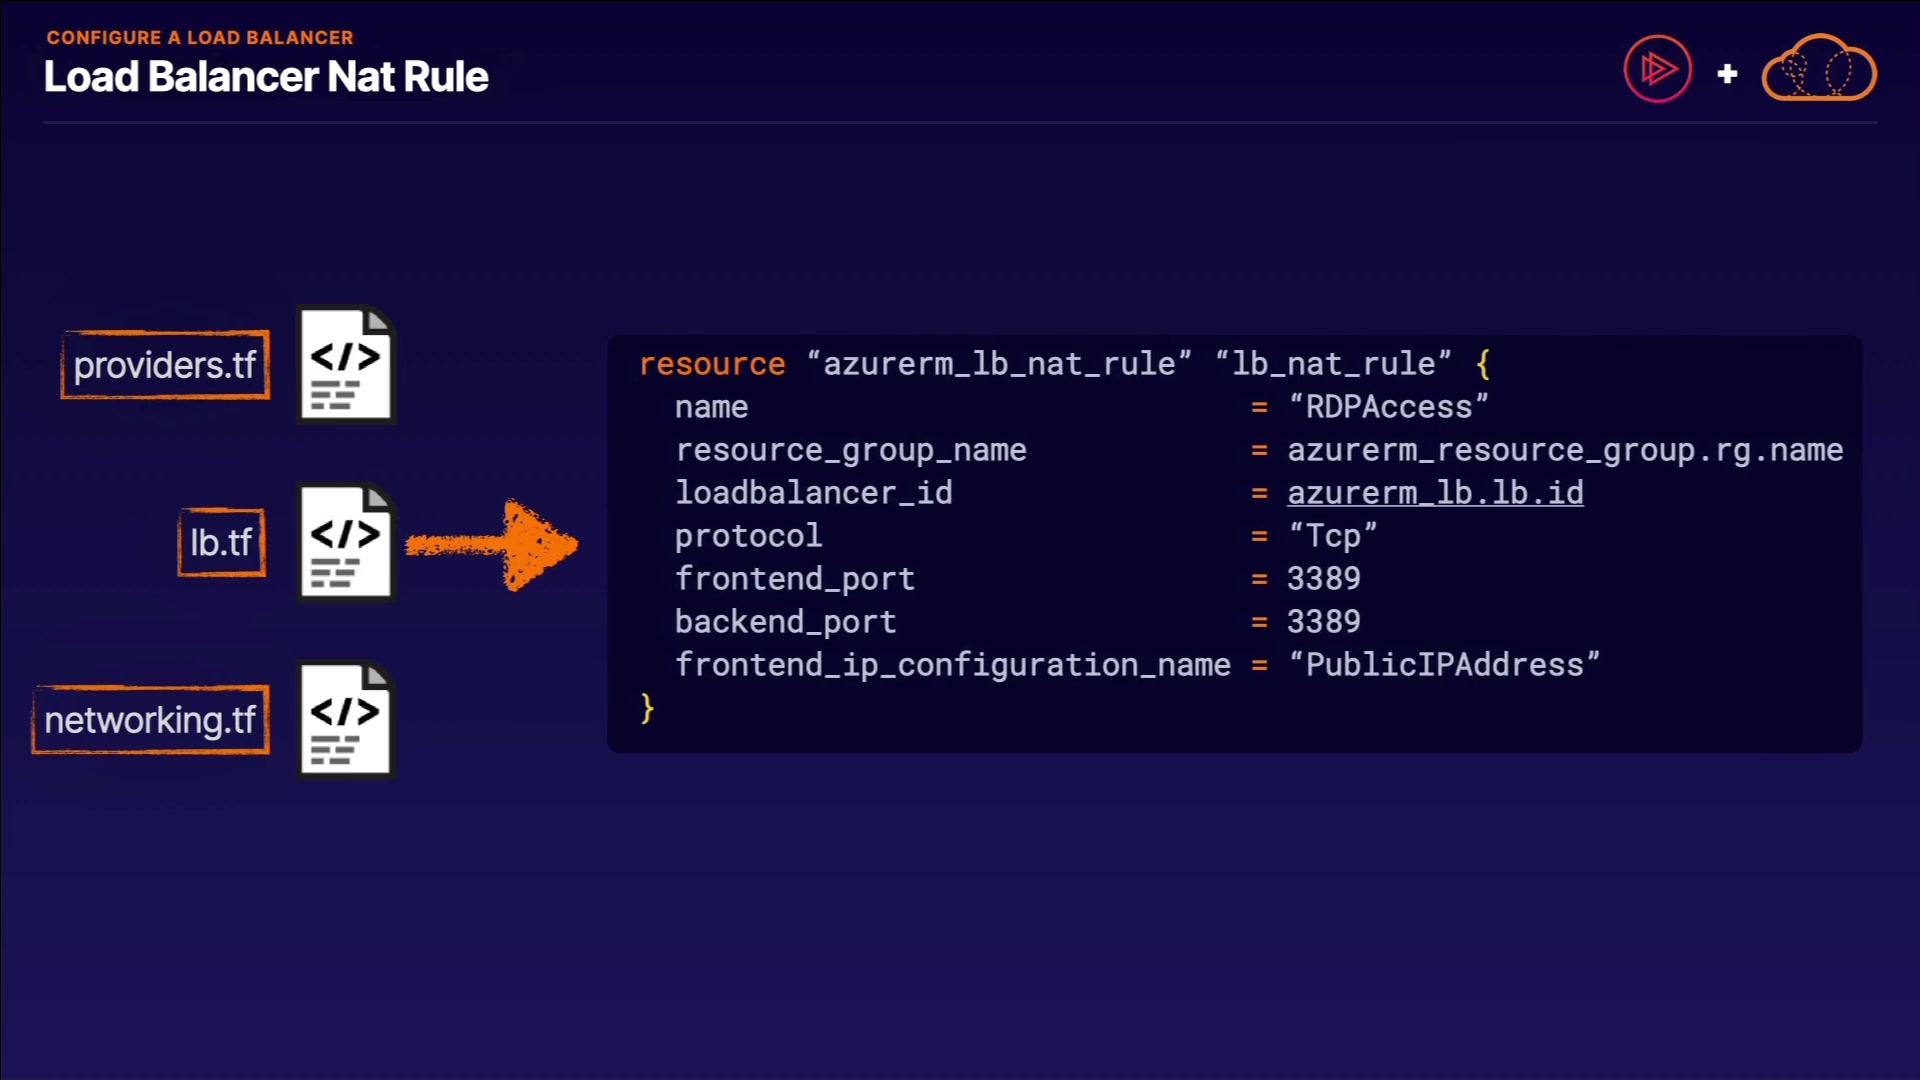 CONFIGURE A LOAD BALANCER
Load Balancer Nat Rule
providers.tf
</>
lb.tf
</>
networking.tf
</>
resource “azurerm_lb_nat_rule” “lb_nat_rule” {
name = “RDPAccess”
resource_group_name = azurerm_resource_group.rg.name
loadbalancer_id = azurerm_lb.lb.id
protocol = “Tcp”
frontend_port = 3389
backend_port = 3389
frontend_ip_configuration_name = “PublicIPAddress”
}